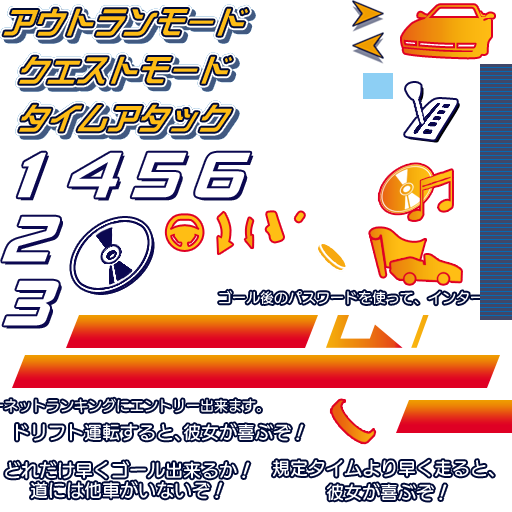 アウトランモード
クエストモード
タイムアタック
1 4 5 6
2
3
ゴール後のパスワードを使って、インター
ーネットランキングにエントリー出来ます。
ドリフト運転すると、彼女が喜ぶぞ！
どれだけ早くゴール出来るか！
道には他車がいないぞ！
規定タイムより早く走ると、
彼女が喜ぶぞ！